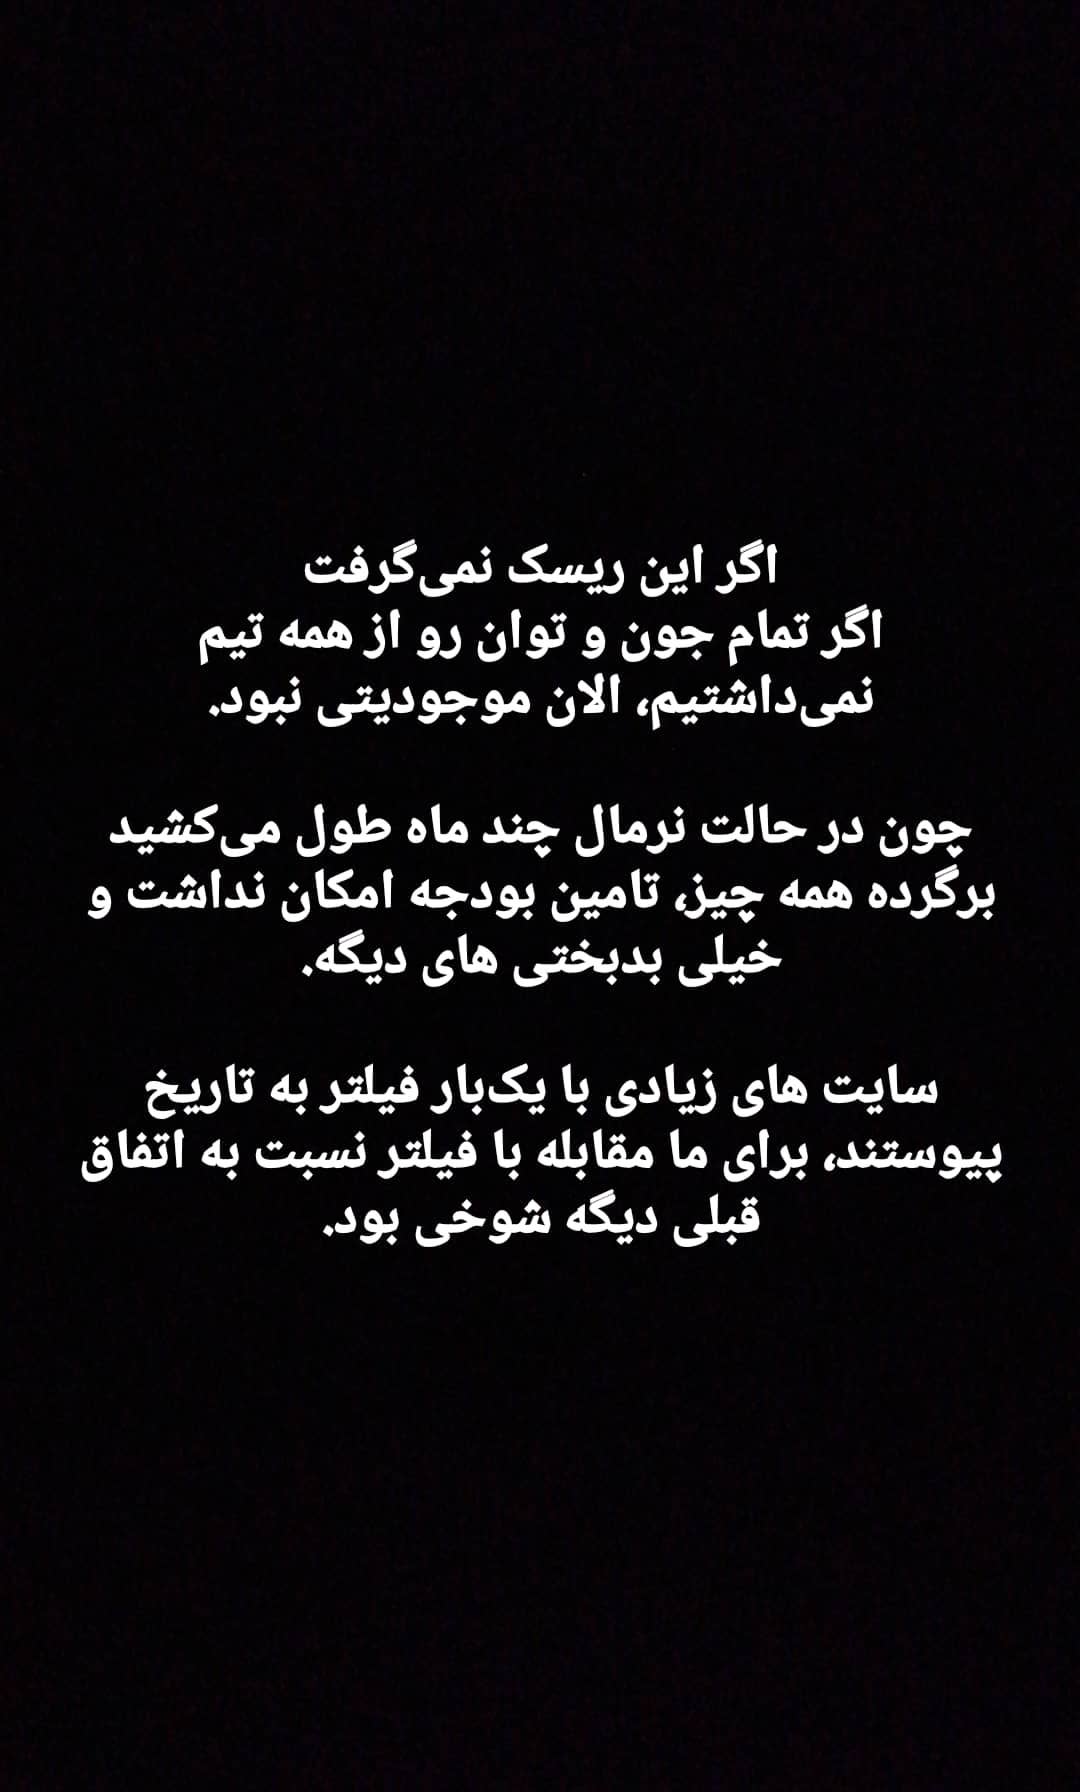 اگر این ریسک نمی‌گرفت
اگر تمام جون و توان رو از همه تیم
نمی‌داشتیم، الان موجودیتی نبود.
چون در حالت نرمال چند ماه طول می‌کشید
برگرده همه چیز، تامین بودجه امکان نداشت و
خیلی بدبختی های دیگه.
سایت های زیادی با یک‌بار فیلتر به تاریخ
پیوستند، برای ما مقابله با فیلتر نسبت به اتفاق
قبلی دیگه شوخی بود.